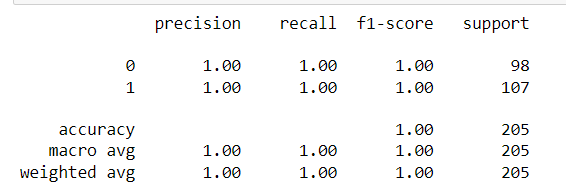 precision recall f1-score support
0 1.00 1.00 1.00 98
1 1.00 1.00 1.00 107
accuracy 1.00 205
macro avg 1.00 1.00 1.00 205
weighted avg 1.00 1.00 1.00 205